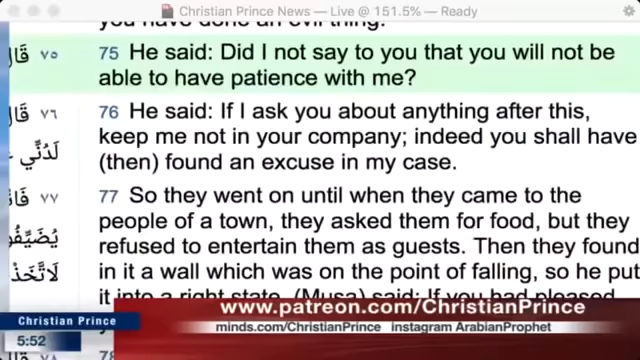 Christian Prince News — Live @ 151.5% — Ready
you have done an evil thing.
قَالَ ٧٥
75 He said: Did I not say to you that you will not be
able to have patience with me?
٧٦
76 He said: If I ask you about anything after this,
keep me not in your company; indeed you shall have
لَدُنِّي
(then) found an excuse in my case.
٧٧
77 So they went on until when they came to the
people of a town, they asked them for food, but they
refused to entertain them as guests. Then they found
in it a wall which was on the point of falling, so he put
it into a right state. (Musa) said: If you had pleased
www.patreon.com/ChristianPrince
Christian Prince
minds.com/ChristianPrince instagram ArabianProphet
5:52
78